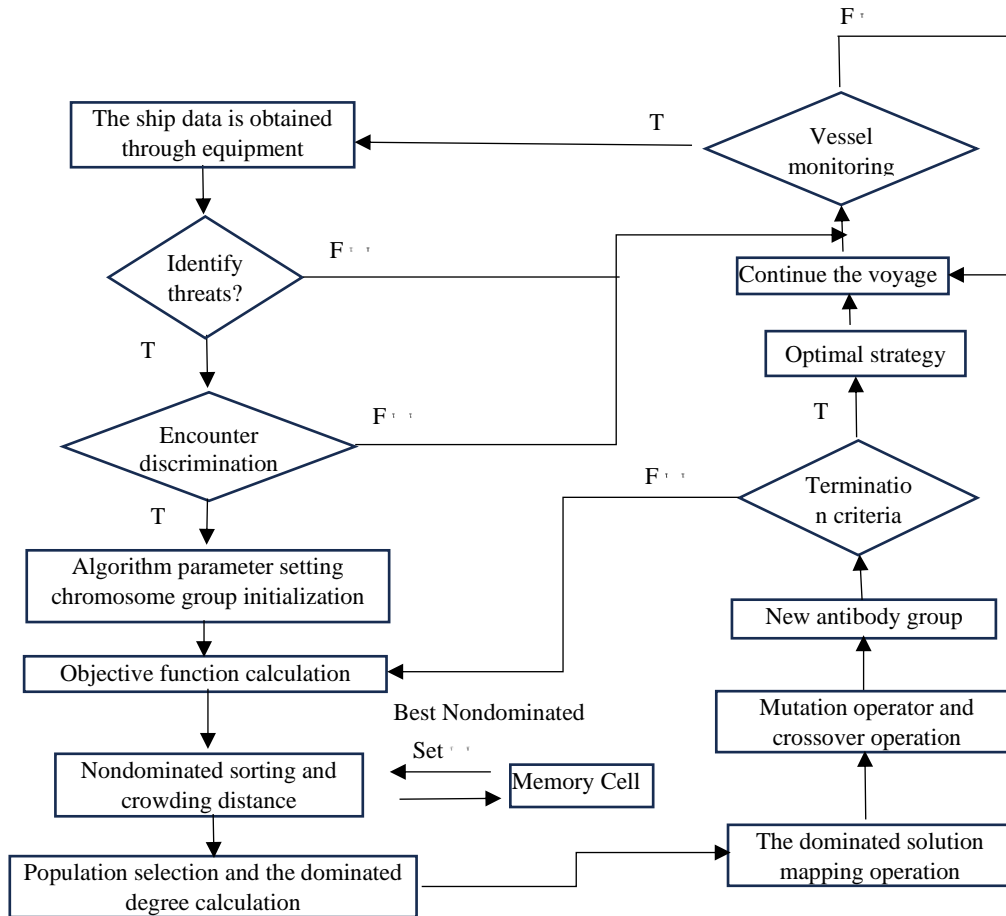 F
T
The ship data is obtained
through equipment
Vessel
monitoring
F
Identify
threats?
Continue the voyage
T
Optimal strategy
F
T
Encounter
discrimination
F
Terminatio
n criteria
T
Algorithm parameter setting
chromosome group initialization
New antibody group
Objective function calculation
Best Nondominated
Set
Mutation operator and
crossover operation
Nondominated sorting and
crowding distance
Memory Cell
The dominated solution
mapping operation
Population selection and the dominated
degree calculation